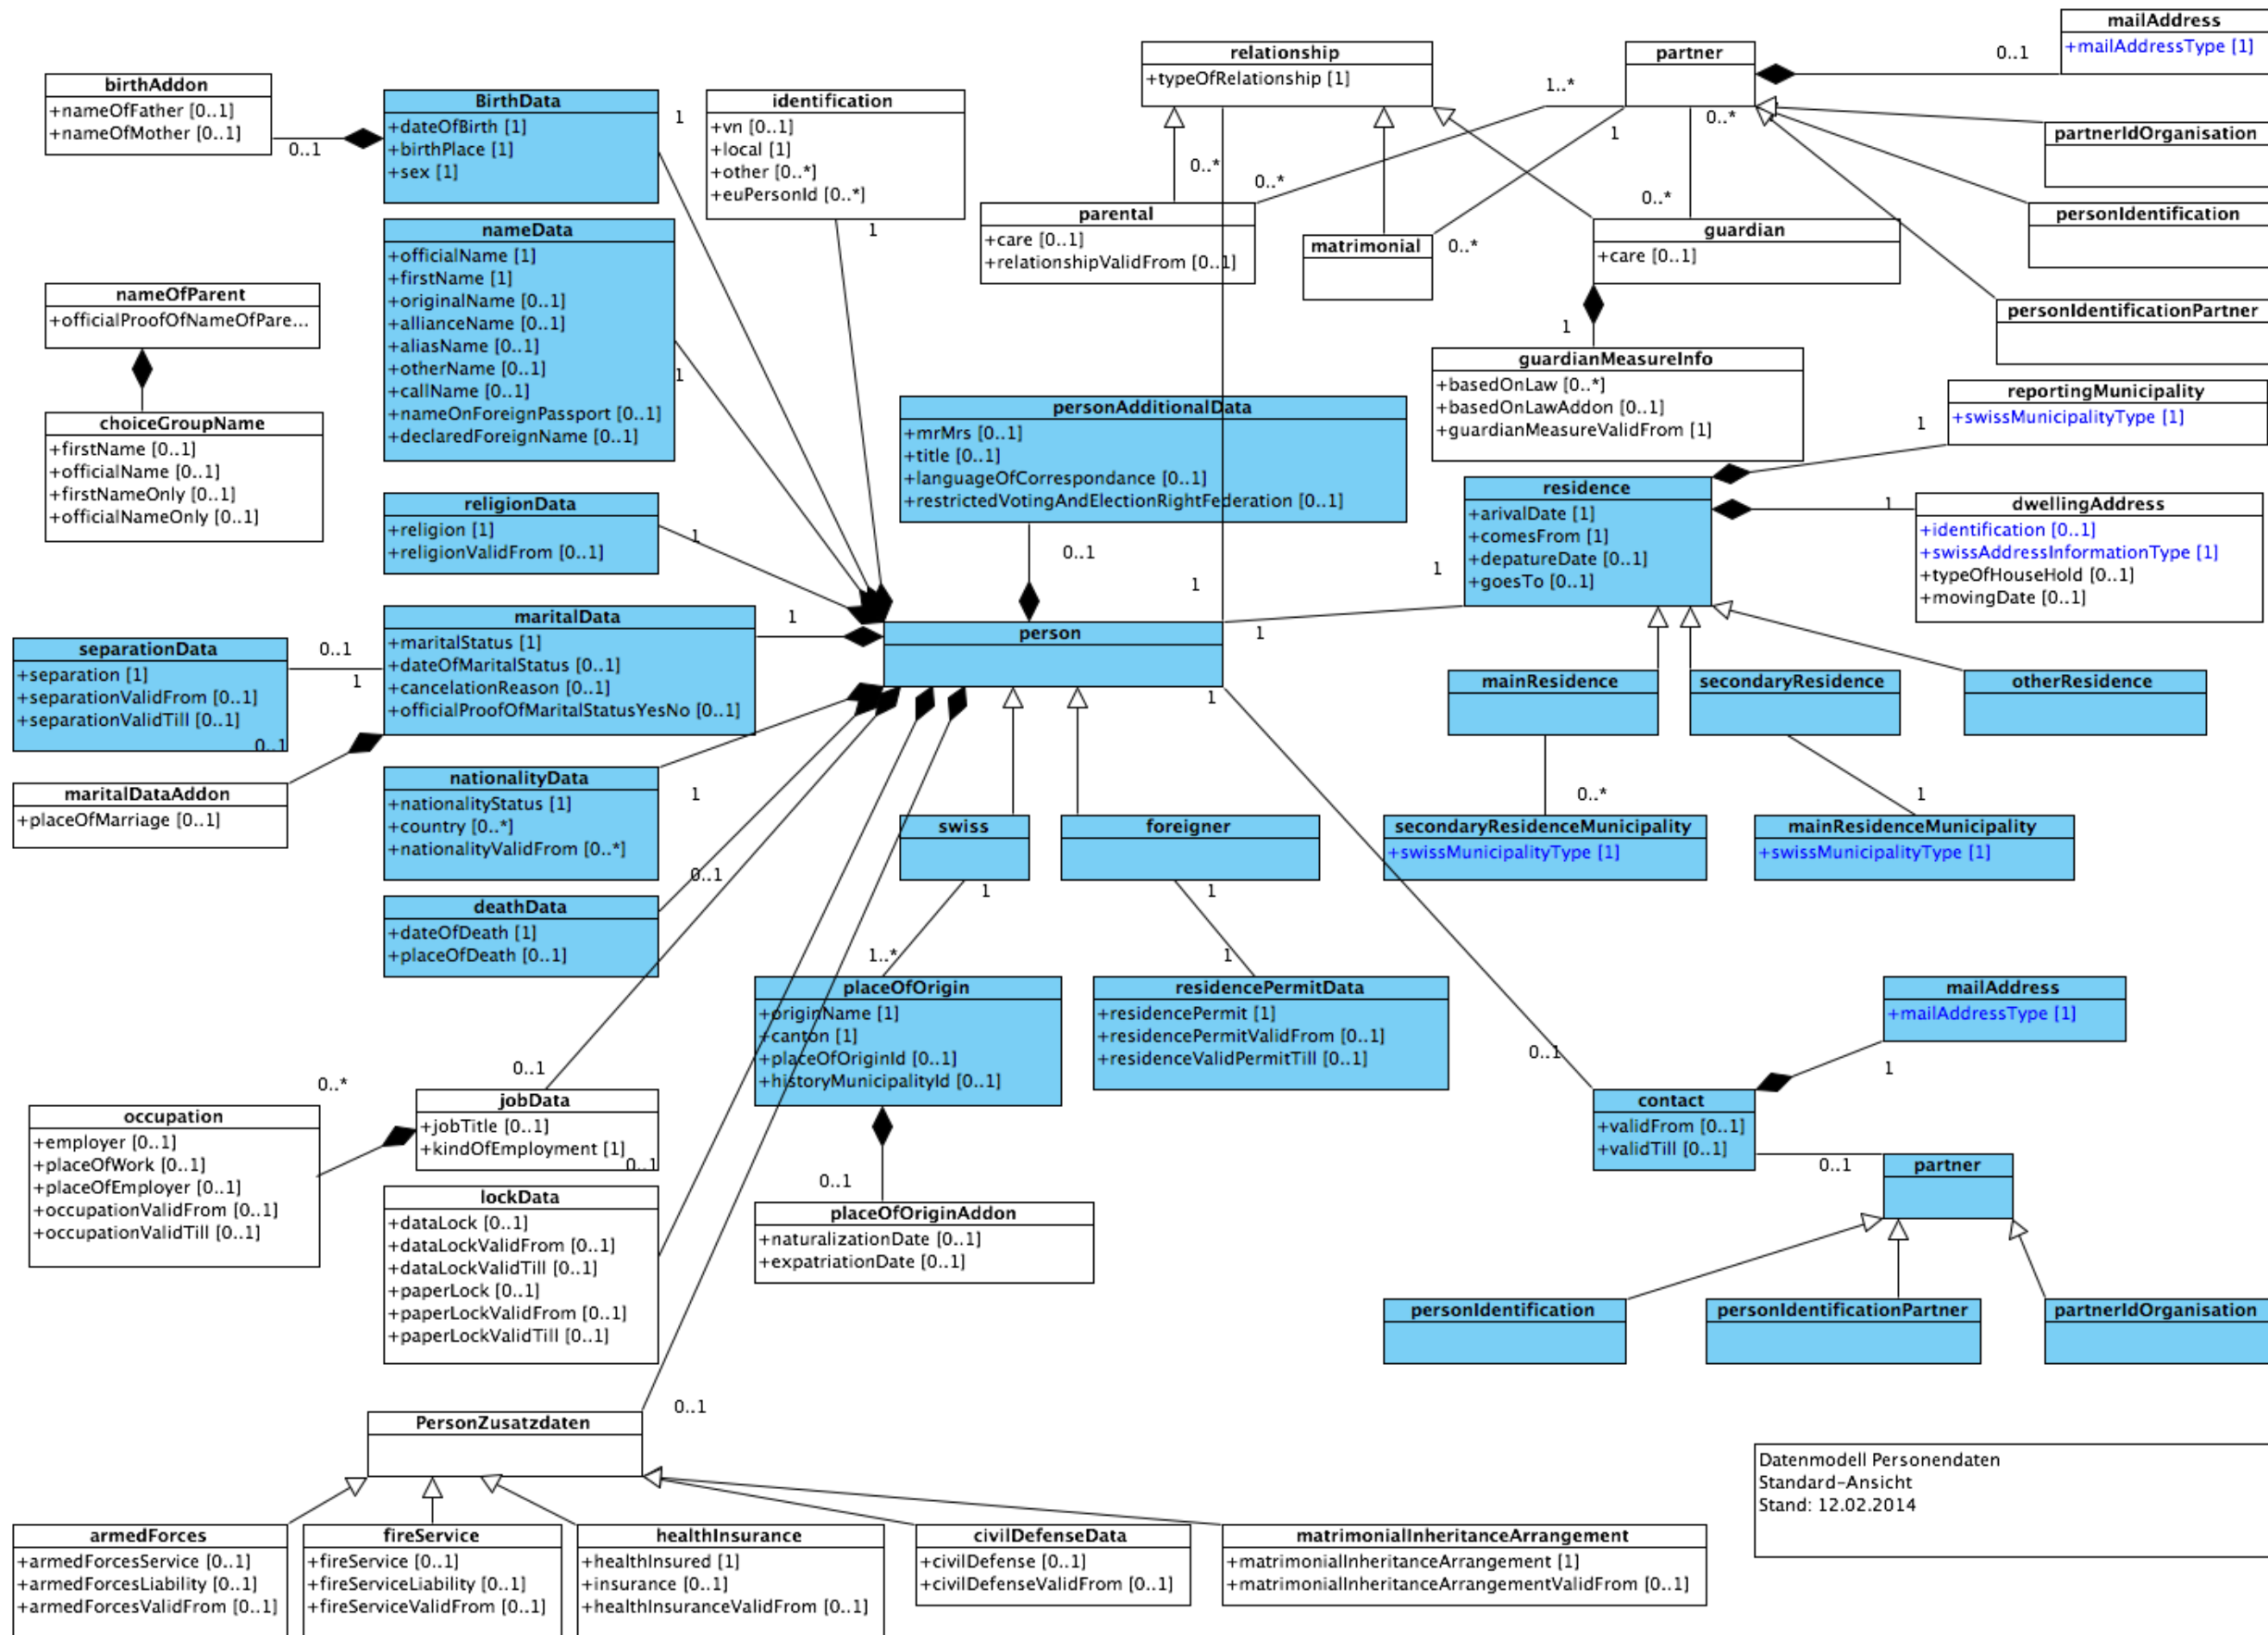 mailAddress
+mailAddressType [1]
0..1
relationship
+typeOfRelationship [1]
partner
1..*
0..*
1
birthAddon
+nameOfFather [0..1]
+nameOfMother [0..1]
0..1
BirthData
+dateOfBirth [1]
+birthPlace [1]
+sex [1]
1
identification
+vn [0..1]
+local [1]
+other [0..*]
+euPersonId [0..*]
1
partnerIdOrganisation
personIdentification
personIdentificationPartner
0..*
0..*
parental
+care [0..1]
+relationshipValidFrom [0..1]
matrimonial
0..*
0..*
guardian
+care [0..1]
1
guardianMeasureInfo
+basedOnLaw [0..*]
+basedOnLawAddon [0..1]
+guardianMeasureValidFrom [1]
nameData
+officialName [1]
+firstName [1]
+originalName [0..1]
+allianceName [0..1]
+aliasName [0..1]
+otherName [0..1]
+callName [0..1]
+nameOnForeignPassport [0..1]
+declaredForeignName [0..1]
1
nameOfParent
+officialProofOfNameOfPare...
choiceGroupName
+firstName [0..1]
+officialName [0..1]
+firstNameOnly [0..1]
+officialNameOnly [0..1]
personAdditionalData
+mrMrs [0..1]
+title [0..1]
+languageOfCorrespondance [0..1]
+restrictedVotingAndElectionRightFederation [0..1]
0..1
reportingMunicipality
+swissMunicipalityType [1]
1
residence
+arivalDate [1]
+comesFrom [1]
+depatureDate [0..1]
+goesTo [0..1]
1
dwellingAddress
+identification [0..1]
+swissAddressInformationType [1]
+typeOfHouseHold [0..1]
+movingDate [0..1]
1
religionData
+religion [1]
+religionValidFrom [0..1]
1
1
1
person
1
maritalData
+maritalStatus [1]
+dateOfMaritalStatus [0..1]
+cancelationReason [0..1]
+officialProofOfMaritalStatusYesNo [0..1]
1
separationData
+separation [1]
+separationValidFrom [0..1]
+separationValidTill [0..1]
0..1
0..1
1
maritalDataAddon
+placeOfMarriage [0..1]
mainResidence
secondaryResidence
otherResidence
0..*
1
secondaryResidenceMunicipality
+swissMunicipalityType [1]
mainResidenceMunicipality
+swissMunicipalityType [1]
nationalityData
+nationalityStatus [1]
+country [0..*]
+nationalityValidFrom [0..*]
1
0..1
deathData
+dateOfDeath [1]
+placeOfDeath [0..1]
swiss
foreigner
1
1
1..*
1
placeOfOrigin
+originName [1]
+canton [1]
+placeOfOriginId [0..1]
+historyMunicipalityId [0..1]
residencePermitData
+residencePermit [1]
+residencePermitValidFrom [0..1]
+residenceValidPermitTill [0..1]
mailAddress
+mailAddressType [1]
0..1
1
contact
+validFrom [0..1]
+validTill [0..1]
0..1
partner
personIdentification
personIdentificationPartner
partnerIdOrganisation
0..1
0..*
occupation
+employer [0..1]
+placeOfWork [0..1]
+placeOfEmployer [0..1]
+occupationValidFrom [0..1]
+occupationValidTill [0..1]
jobData
+jobTitle [0..1]
+kindOfEmployment [1]
0..1
lockData
+dataLock [0..1]
+dataLockValidFrom [0..1]
+dataLockValidTill [0..1]
+paperLock [0..1]
+paperLockValidFrom [0..1]
+paperLockValidTill [0..1]
0..1
placeOfOriginAddon
+naturalizationDate [0..1]
+expatriationDate [0..1]
0..1
PersonZusatzdaten
Datenmodell Personendaten
Standard-Ansicht
Stand: 12.02.2014
armedForces
+armedForcesService [0..1]
+armedForcesLiability [0..1]
+armedForcesValidFrom [0..1]
fireService
+fireService [0..1]
+fireServiceLiability [0..1]
+fireServiceValidFrom [0..1]
healthInsurance
+healthInsured [1]
+insurance [0..1]
+healthInsuranceValidFrom [0..1]
civilDefenseData
+civilDefense [0..1]
+civilDefenseValidFrom [0..1]
matrimonialInheritanceArrangement
+matrimonialInheritanceArrangement [1]
+matrimonialInheritanceArrangementValidFrom [0..1]